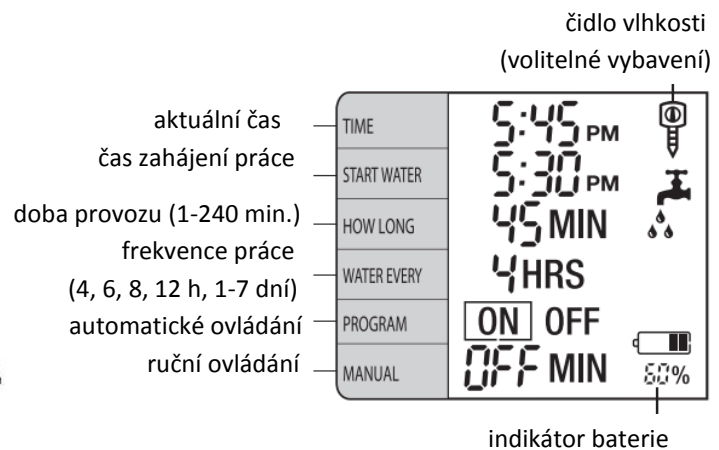 čidlo vlhkosti
(volitelné vybavení)
aktuální čas
TIME
5:45 PM
čas zahájení práce
START WATER
5:30 PM
doba provozu (1-240 min.)
HOW LONG
45 MIN
frekvence práce
(4, 6, 8, 12 h, 1-7 dní)
WATER EVERY
4 HRS
automatické ovládání
PROGRAM
ON OFF
ruční ovládání
MANUAL
OFF MIN
60%
indikátor baterie